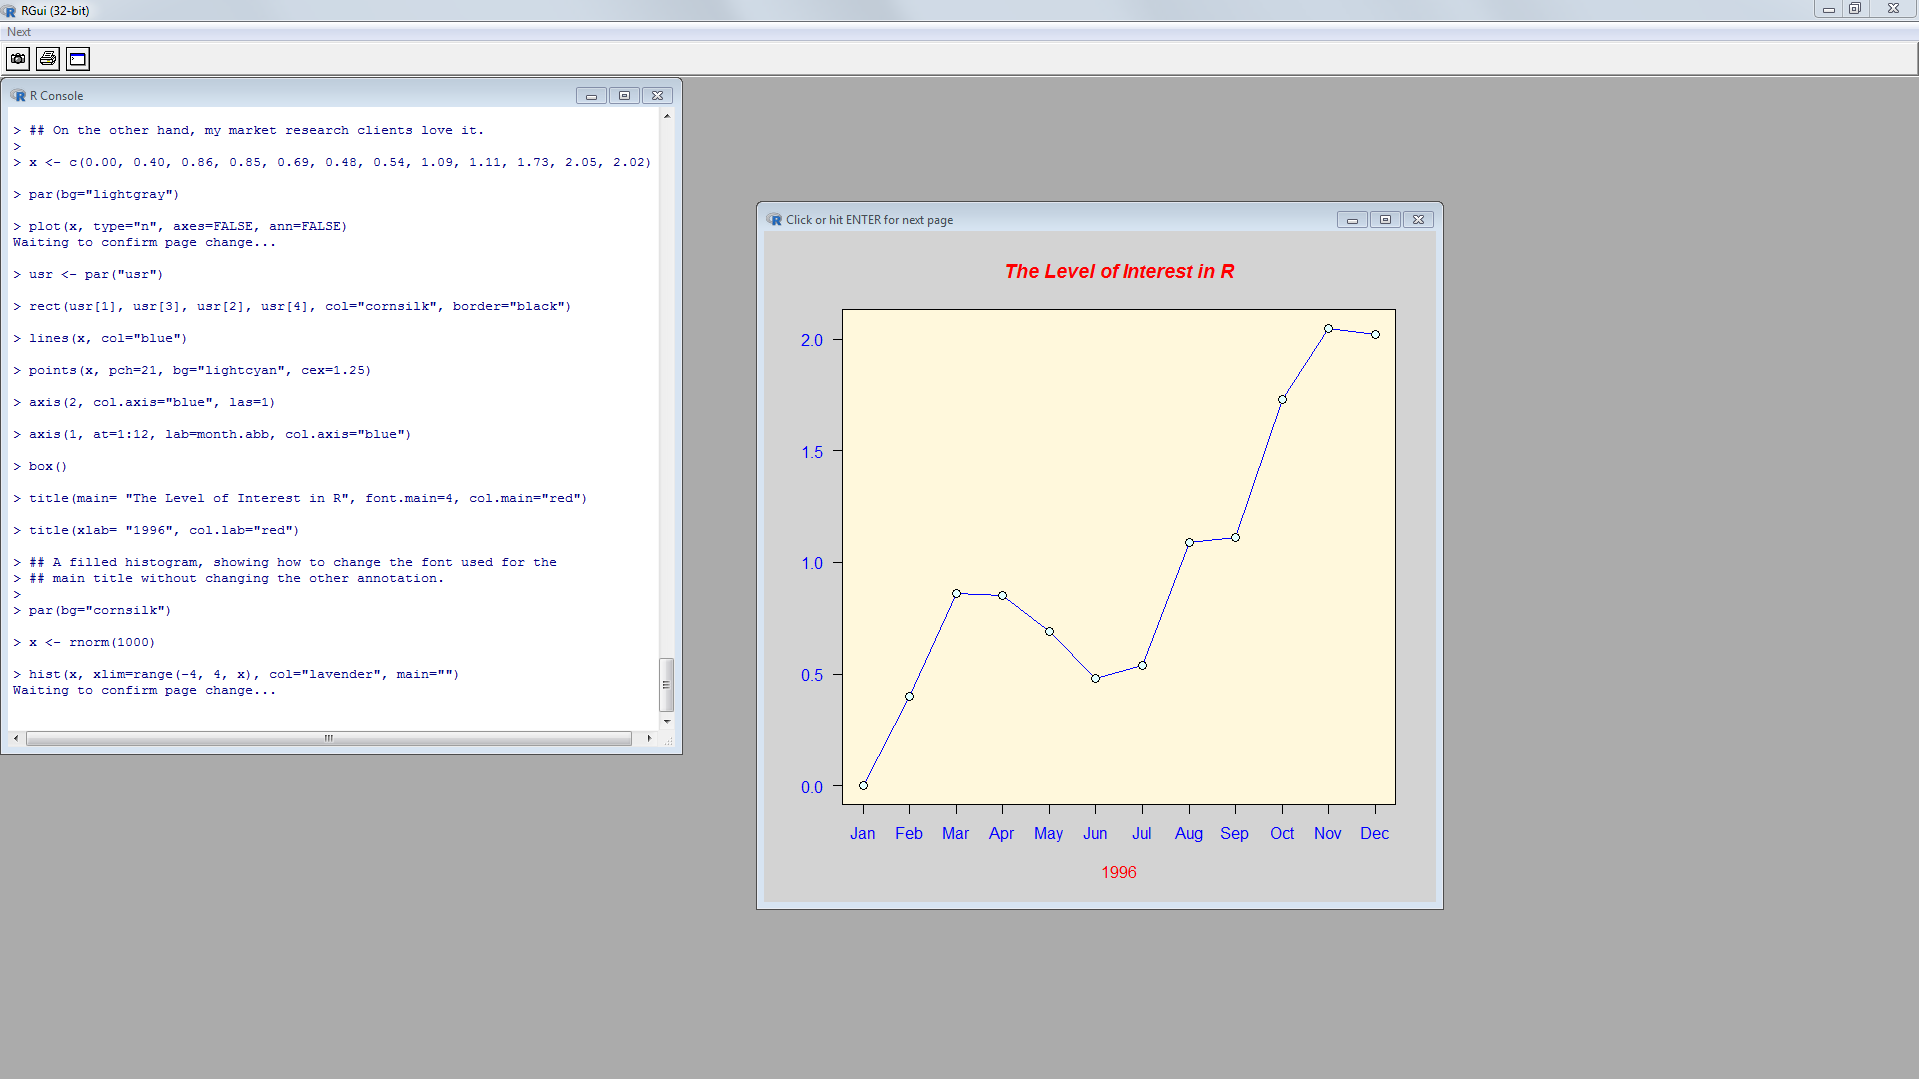 RGui (32-bit)
Next
R Console
> ## On the other hand, my market research clients love it.
>
> x <- c(0.00, 0.40, 0.86, 0.85, 0.69, 0.48, 0.54, 1.09, 1.11, 1.73, 2.05, 2.02)
> par(bg="lightgray")
> plot(x, type="n", axes=FALSE, ann=FALSE)
Waiting to confirm page change...
> usr <- par("usr")
> rect(usr[1], usr[3], usr[2], usr[4], col="cornsilk", border="black")
> lines(x, col="blue")
> points(x, pch=21, bg="lightcyan", cex=1.25)
> axis(2, col.axis="blue", las=1)
> axis(1, at=1:12, lab=month.abb, col.axis="blue")
> box()
> title(main= "The Level of Interest in R", font.main=4, col.main="red")
> title(xlab= "1996", col.lab="red")
> ## A filled histogram, showing how to change the font used for the
> ## main title without changing the other annotation.
>
> par(bg="cornsilk")
> x <- rnorm(1000)
> hist(x, xlim=range(-4, 4, x), col="lavender", main="")
Waiting to confirm page change...
Click or hit ENTER for next page
The Level of Interest in R
2.0
1.5
1.0
0.5
0.0
Jan Feb Mar Apr May Jun Jul Aug Sep Oct Nov Dec
1996